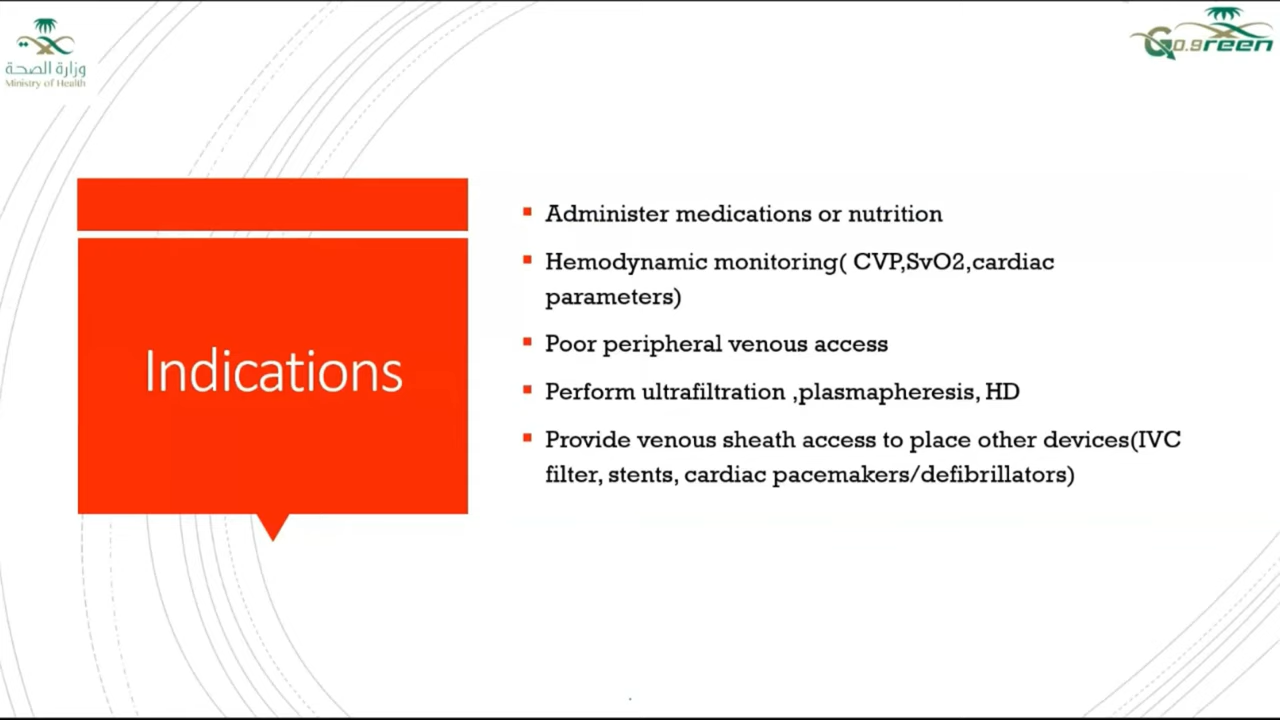 وزارة الصحة
Ministry of Health
Go.green
Indications
Administer medications or nutrition
Hemodynamic monitoring( CVP,SvO2,cardiac
parameters)
Poor peripheral venous access
Perform ultrafiltration ,plasmapheresis, HD
Provide venous sheath access to place other devices(IVC
filter, stents, cardiac pacemakers/defibrillators)